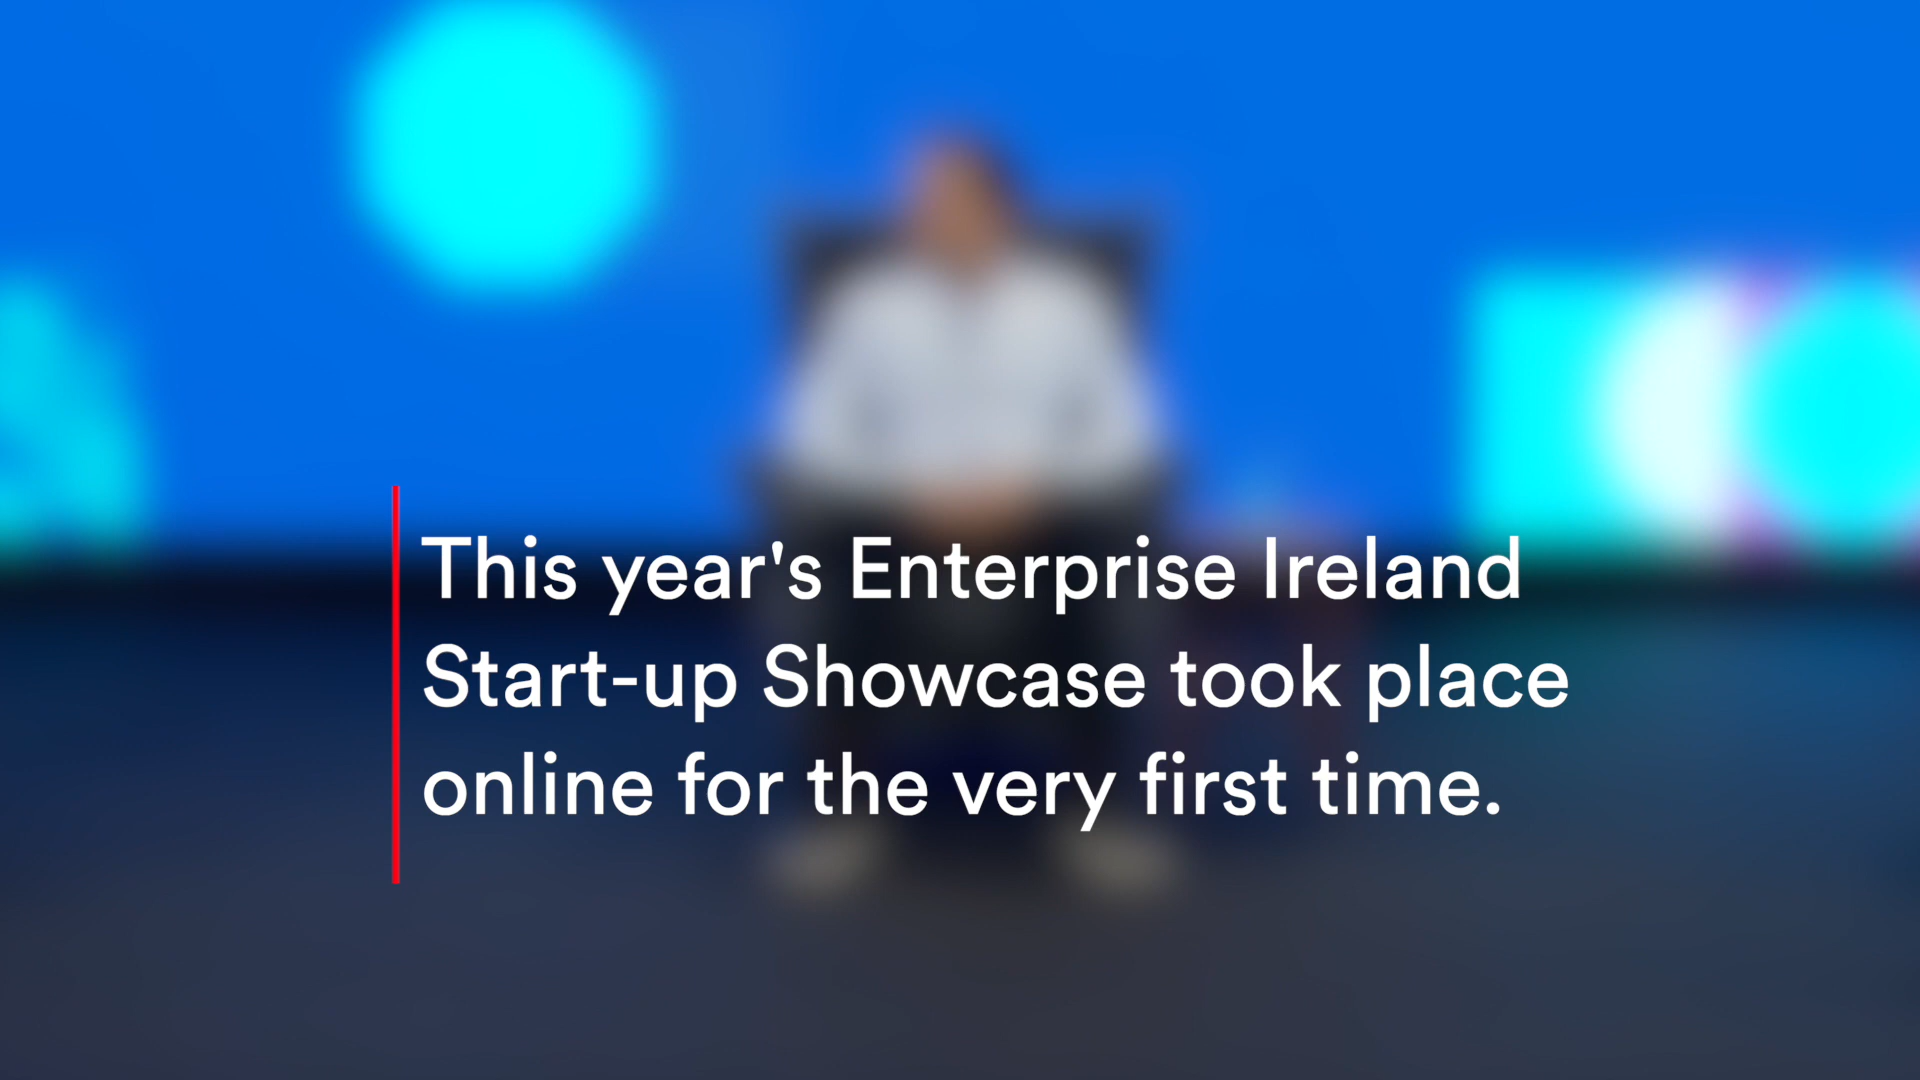 This year's Enterprise Ireland
Start-up Showcase took place
online for the very first time.